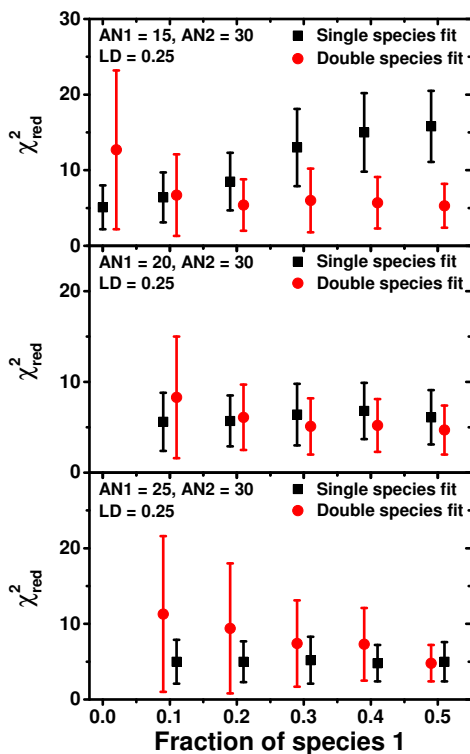 AN1 = 15, AN2 = 30
LD = 0.25
Single species fit
Double species fit
30
20
10
0
χ²red
AN1 = 20, AN2 = 30
LD = 0.25
Single species fit
Double species fit
20
10
0
χ²red
AN1 = 25, AN2 = 30
LD = 0.25
Single species fit
Double species fit
20
10
0
χ²red
0.0 0.1 0.2 0.3 0.4 0.5
Fraction of species 1